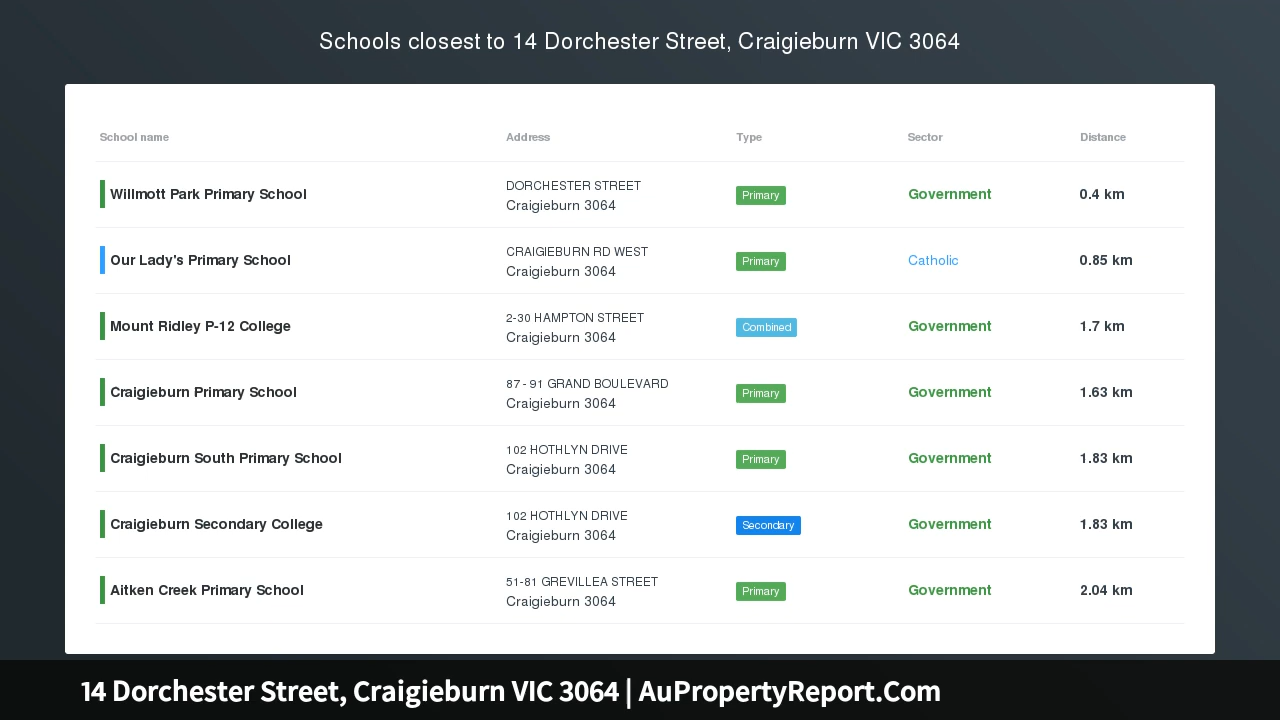 Schools closest to 14 Dorchester Street, Craigieburn VIC 3064
School name Address Type Sector Distance
Willmott Park Primary School DORCHESTER STREET Craigieburn 3064 Primary Government 0.4 km
Our Lady's Primary School CRAIGIEBURN RD WEST Craigieburn 3064 Primary Catholic 0.85 km
Mount Ridley P-12 College 2-30 HAMPTON STREET Craigieburn 3064 Combined Government 1.7 km
Craigieburn Primary School 87 - 91 GRAND BOULEVARD Craigieburn 3064 Primary Government 1.63 km
Craigieburn South Primary School 102 HOTHLYN DRIVE Craigieburn 3064 Primary Government 1.83 km
Craigieburn Secondary College 102 HOTHLYN DRIVE Craigieburn 3064 Secondary Government 1.83 km
Aitken Creek Primary School 51-81 GREVILLEA STREET Craigieburn 3064 Primary Government 2.04 km
14 Dorchester Street, Craigieburn VIC 3064 | AuPropertyReport.Com